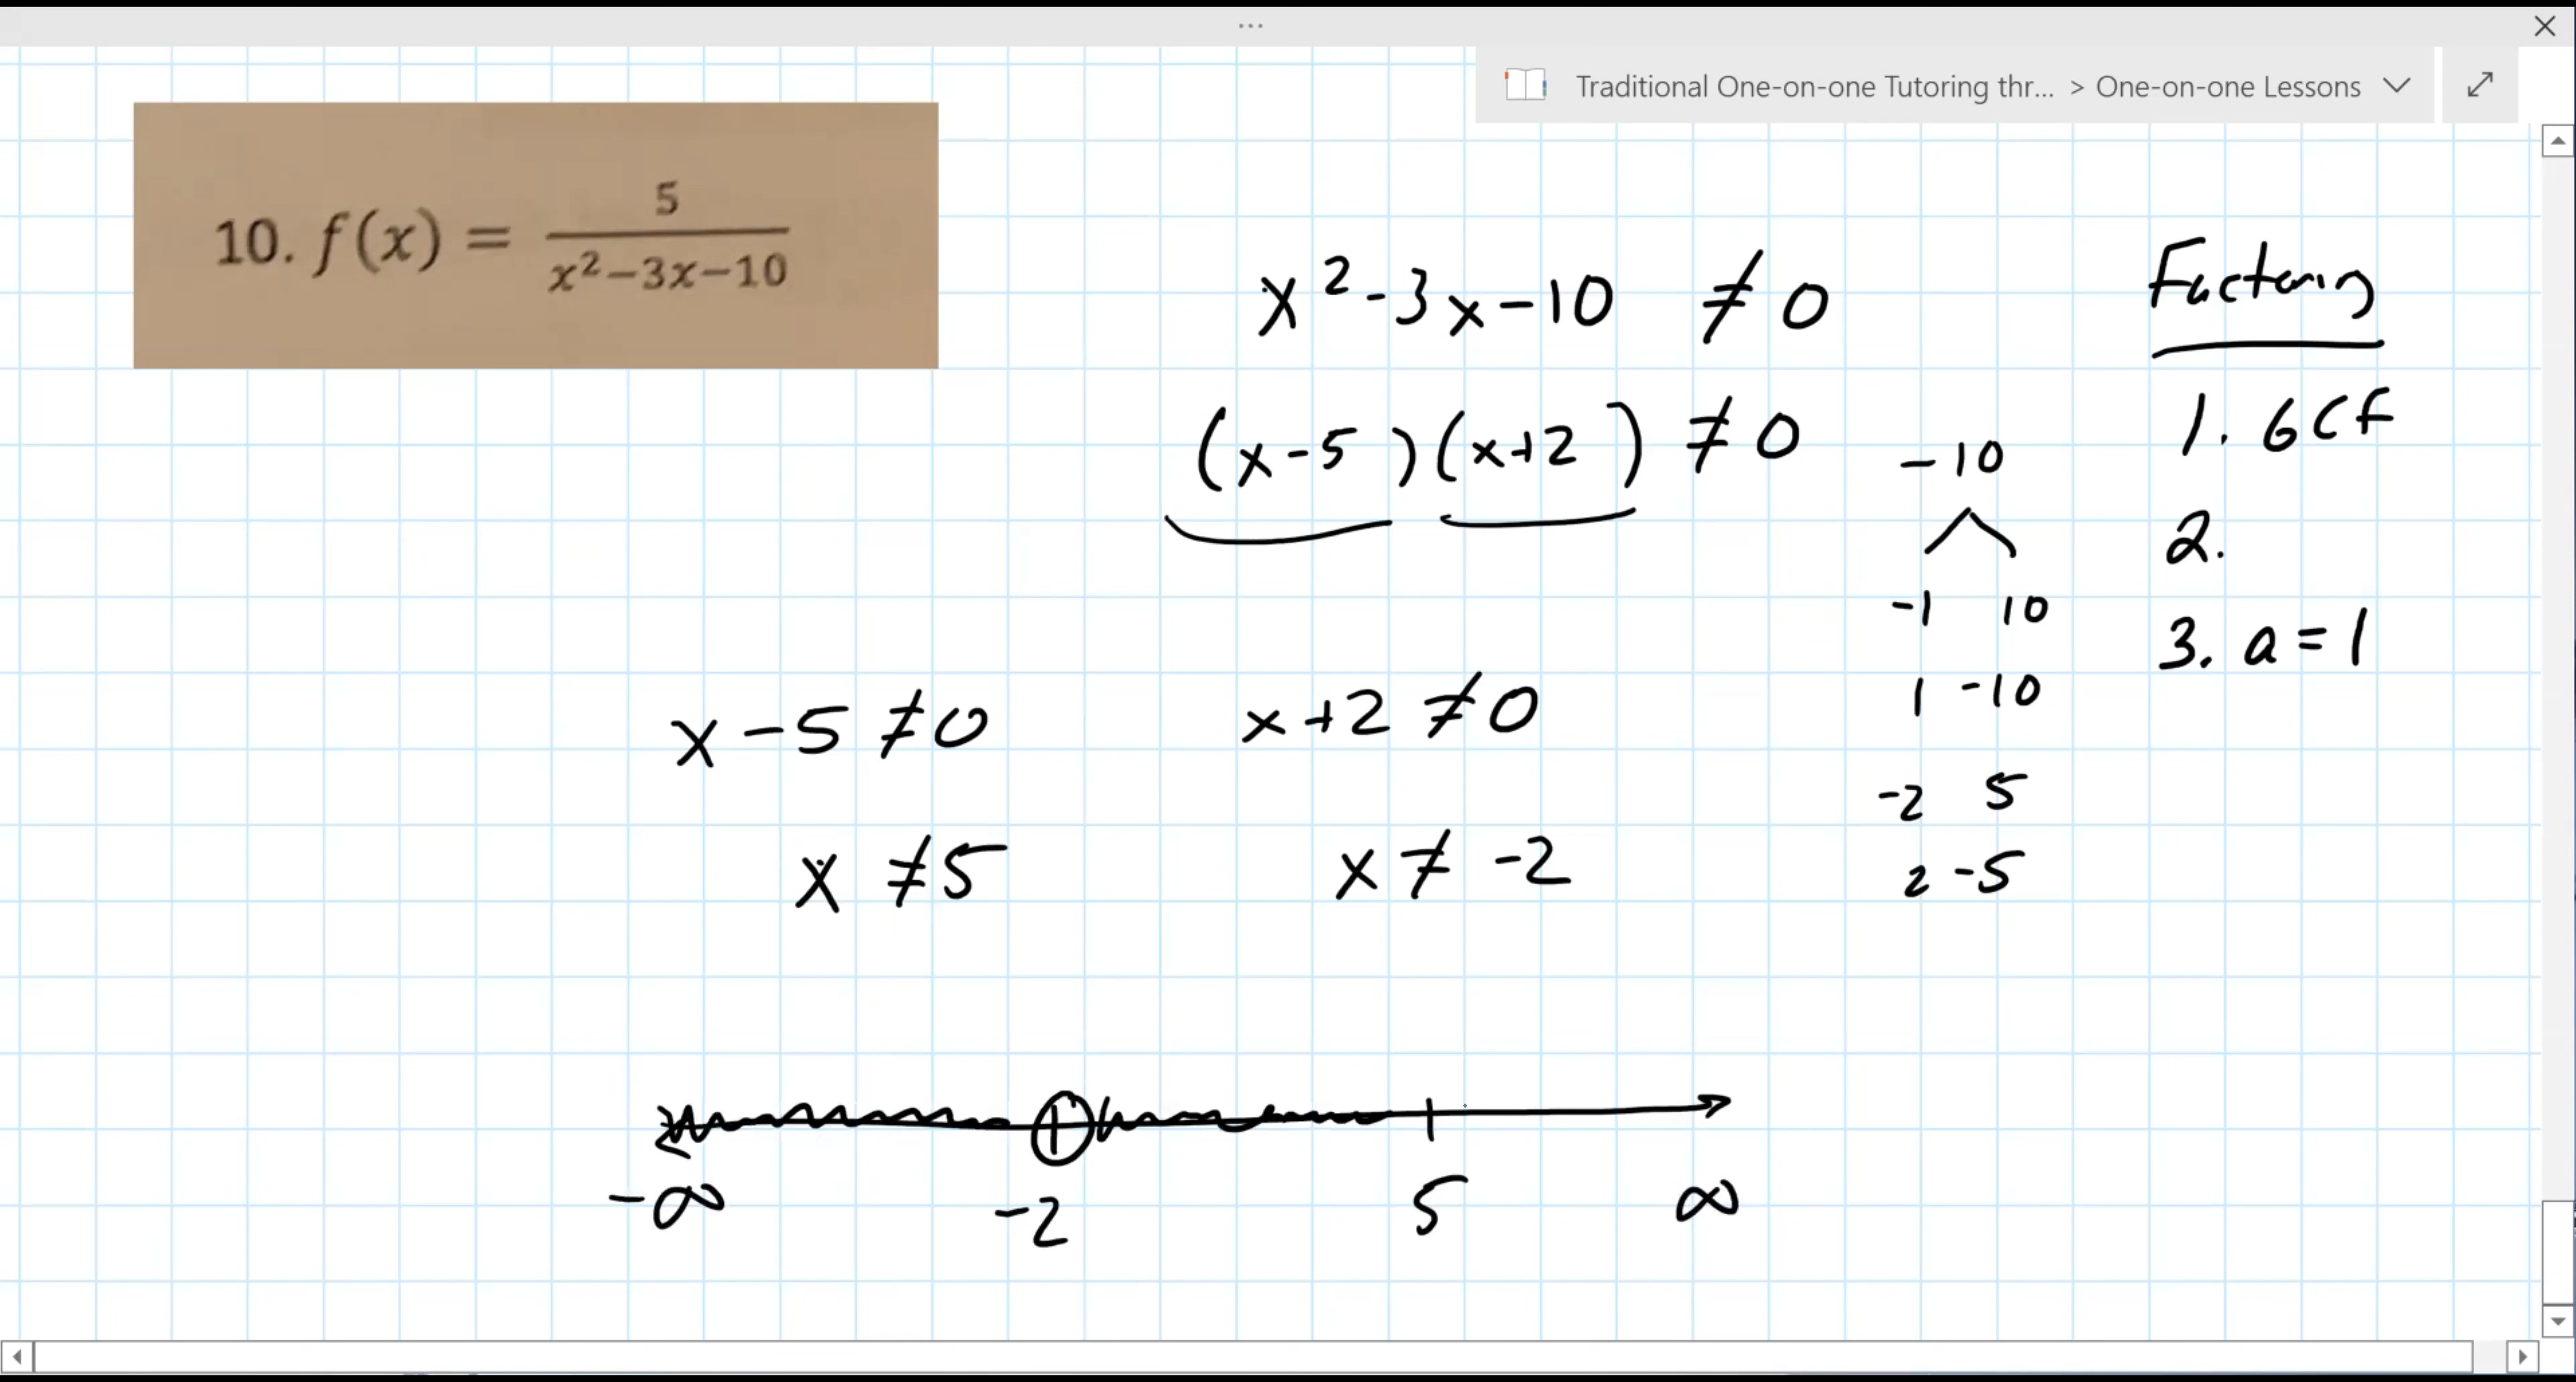 ...
Traditional One-on-one Tutoring thr... > One-on-one Lessons
10. f(x) = 5 / x²-3x-10
x²-3x-10 ≠ 0
(x-5)(x+2) ≠ 0
x-5 ≠ 0
x+2 ≠ 0
x ≠ 5
x ≠ -2
-10
-1 10
1 -10
-2 5
2 -5
Factoring
1. GCF
2.
3. a = 1
-∞ -2 5 ∞